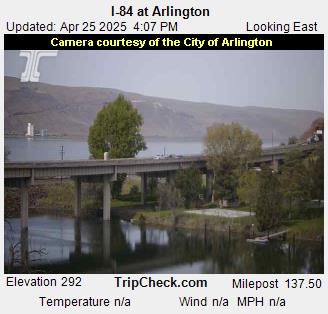 I-84 at Arlington
Updated: Apr 25 2025 4:07 PM Looking East
Camera courtesy of the City of Arlington
Elevation 292 TripCheck.com Milepost 137.50
Temperature n/a Wind n/a MPH n/a